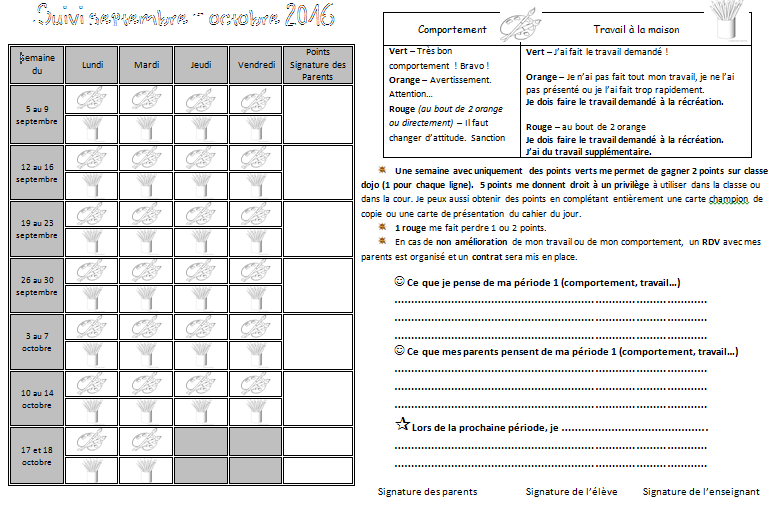 Suivi septembre – octobre 2016
Semaine du
Lundi
Mardi
Jeudi
Vendredi
Points
Signature des
Parents
5 au 9
septembre
12 au 16
septembre
19 au 23
septembre
26 au 30
septembre
3 au 7
octobre
10 au 14
octobre
17 et 18
octobre
Comportement
Travail à la maison
Vert – Très bon
comportement ! Bravo !
Orange – Avertissement.
Attention…
Rouge (au bout de 2 orange
ou directement) – Il faut
changer d'attitude. Sanction
Vert – J'ai fait le travail demandé !
Orange – Je n'ai pas fait tout mon travail, je ne l'ai
pas présenté ou je l'ai fait trop rapidement.
Je dois faire le travail demandé à la récréation.
Rouge – au bout de 2 orange
Je dois faire le travail demandé à la récréation.
J'ai du travail supplémentaire.
Une semaine avec uniquement des points verts me permet de gagner 2 points sur classe
dojo (1 pour chaque ligne). 5 points me donnent droit à un privilège à utiliser dans la classe ou
dans la cour. Je peux aussi obtenir des points en complétant entièrement une carte champion de
copie ou une carte de présentation du cahier du jour.
1 rouge me fait perdre 1 ou 2 points.
En cas de non amélioration de mon travail ou de mon comportement, un RDV avec mes
parents est organisé et un contrat sera mis en place.
Ce que je pense de ma période 1 (comportement, travail…)
Ce que mes parents pensent de ma période 1 (comportement, travail…)
Lors de la prochaine période, je ............................................
Signature des parents
Signature de l'élève
Signature de l'enseignant